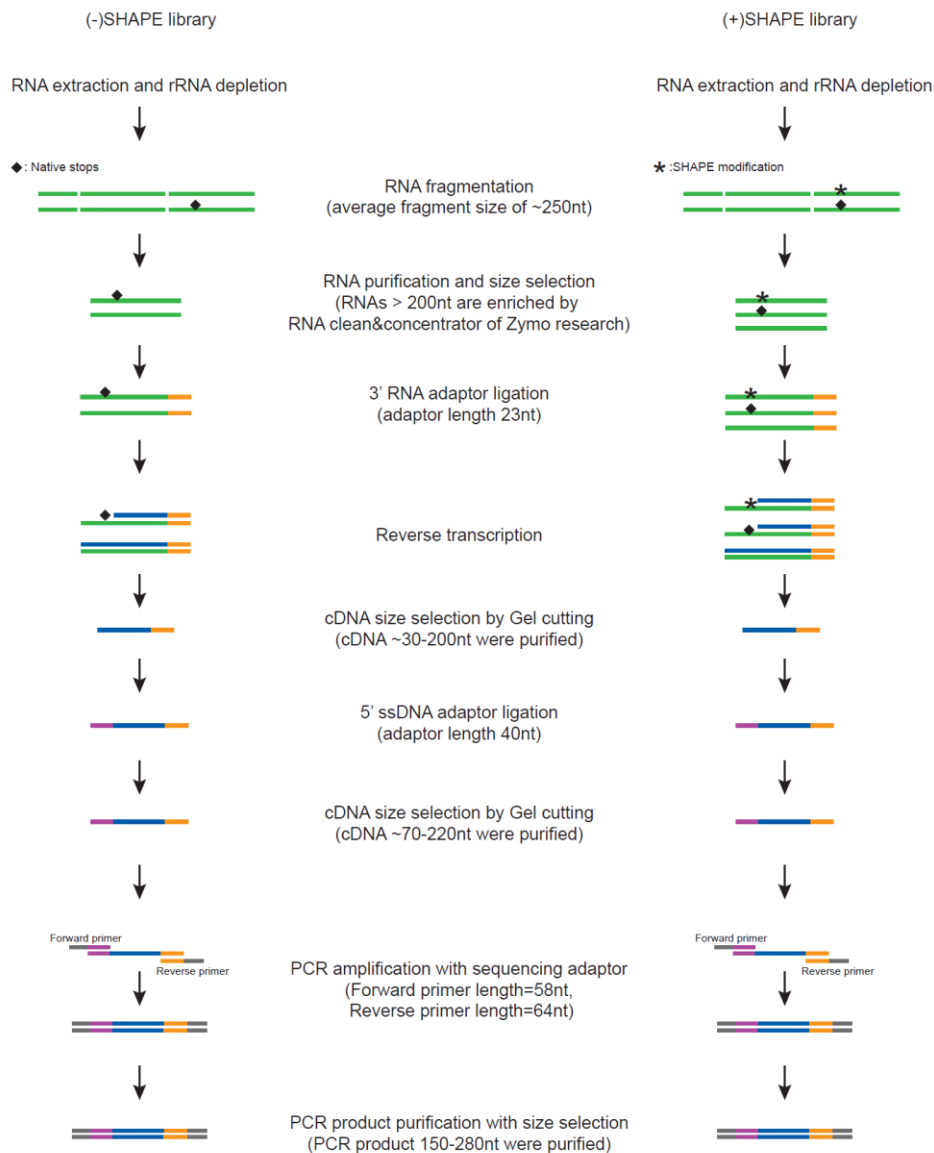 (-)SHAPE library
(+)SHAPE library
RNA extraction and rRNA depletion
RNA extraction and rRNA depletion
◆: Native stops
*:SHAPE modification
RNA fragmentation
(average fragment size of ~250nt)
RNA purification and size selection
(RNAs > 200nt are enriched by
RNA clean&concentrator of Zymo research)
3' RNA adaptor ligation
(adaptor length 23nt)
Reverse transcription
cDNA size selection by Gel cutting
(cDNA ~30-200nt were purified)
5' ssDNA adaptor ligation
(adaptor length 40nt)
cDNA size selection by Gel cutting
(cDNA ~70-220nt were purified)
Forward primer
Reverse primer
Forward primer
Reverse primer
PCR amplification with sequencing adaptor
(Forward primer length=58nt,
Reverse primer length=64nt)
PCR product purification with size selection
(PCR product 150-280nt were purified)